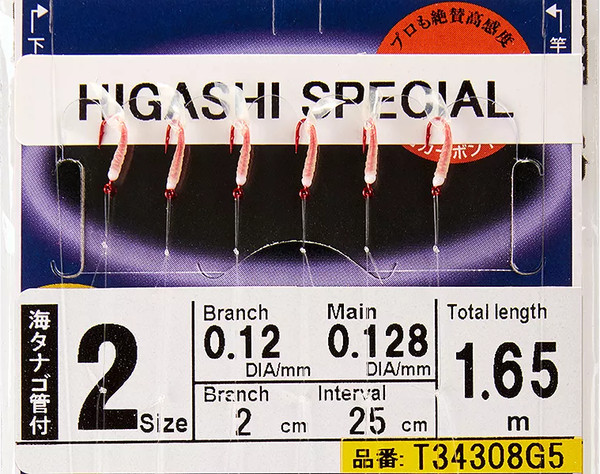 下
竿
プロも絶賛高感度
HIGASHI SPECIAL
海タナゴ管付
2 Size
Branch
0.12
DIA/mm
Main
0.128
DIA/mm
Branch
2 cm
Interval
25 cm
Total length
1.65
m
品番: T34308G5